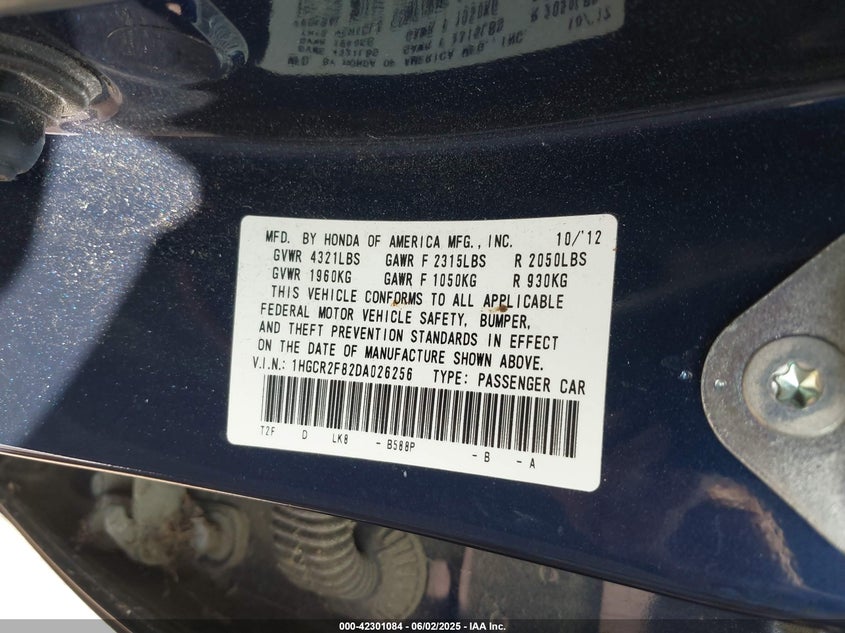 MFD. BY HONDA OF AMERICA MFG., INC. 10/'12
GVWR 4321LBS GAWR F 2315LBS R 2050LBS
GVWR 1960KG GAWR F 1050KG R 930KG
THIS VEHICLE CONFORMS TO ALL APPLICABLE
FEDERAL MOTOR VEHICLE SAFETY, BUMPER,
AND THEFT PREVENTION STANDARDS IN EFFECT
ON THE DATE OF MANUFACTURE SHOWN ABOVE.
V.I.N.: 1HGCR2F82DA026256 TYPE: PASSENGER CAR
T2F D LK8 - B588P - B - A
000-42301084 - 06/02/2025 - IAA Inc.